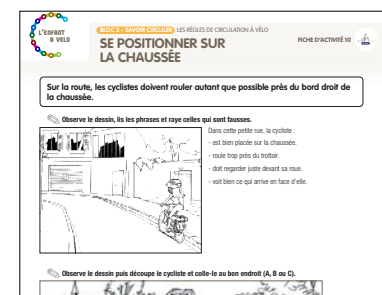 L'ENFANT
A VELO
BLOC 2 - SAVOIR CIRCULER LES RÈGLES DE CIRCULATION À VÉLO
SE POSITIONNER SUR
LA CHAUSSÉE
FICHE D'ACTIVITÉ 10
Sur la route, les cyclistes doivent rouler autant que possible près du bord droit de
la chaussée.
Observe le dessin, lis les phrases et raye celles qui sont fausses.
Dans cette petite rue, la cycliste :
- est bien placée sur la chaussée.
- roule trop près du trottoir.
- doit regarder juste devant sa roue.
- voit bien ce qui arrive en face d'elle.
Observe le dessin puis découpe le cycliste et colle-le au bon endroit (A, B ou C).